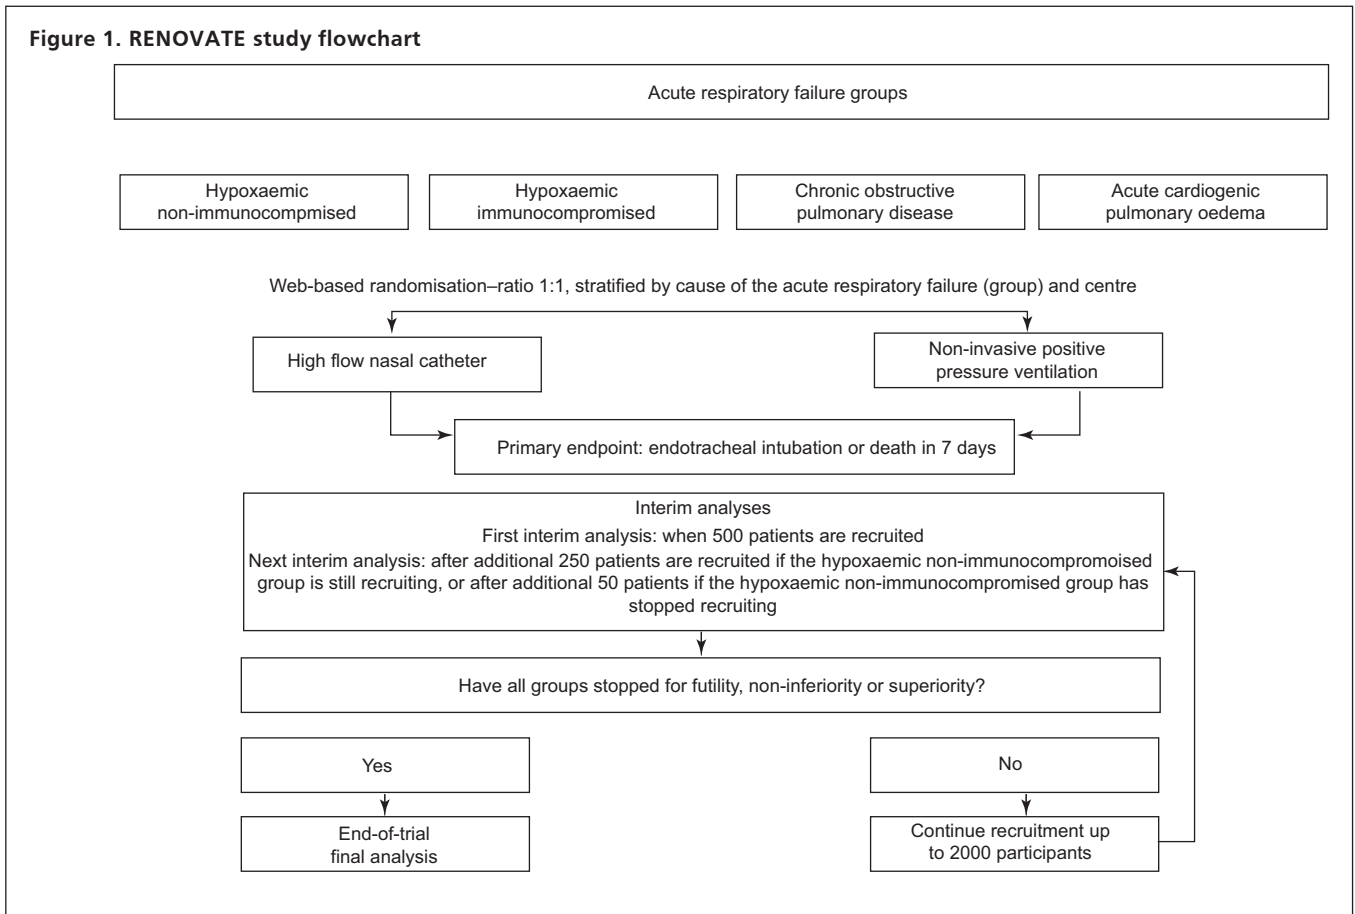 Figure 1. RENOVATE study flowchart
Acute respiratory failure groups
Hypoxaemic
non-immunocompmised
Hypoxaemic
immunocompromised
Chronic obstructive
pulmonary disease
Acute cardiogenic
pulmonary oedema
Web-based randomisation–ratio 1:1, stratified by cause of the acute respiratory failure (group) and centre
High flow nasal catheter
Non-invasive positive
pressure ventilation
Primary endpoint: endotracheal intubation or death in 7 days
Interim analyses
First interim analysis: when 500 patients are recruited
Next interim analysis: after additional 250 patients are recruited if the hypoxaemic non-immunocompromoised
group is still recruiting, or after additional 50 patients if the hypoxaemic non-immunocompromised group has
stopped recruiting
Have all groups stopped for futility, non-inferiority or superiority?
Yes
No
End-of-trial
final analysis
Continue recruitment up
to 2000 participants